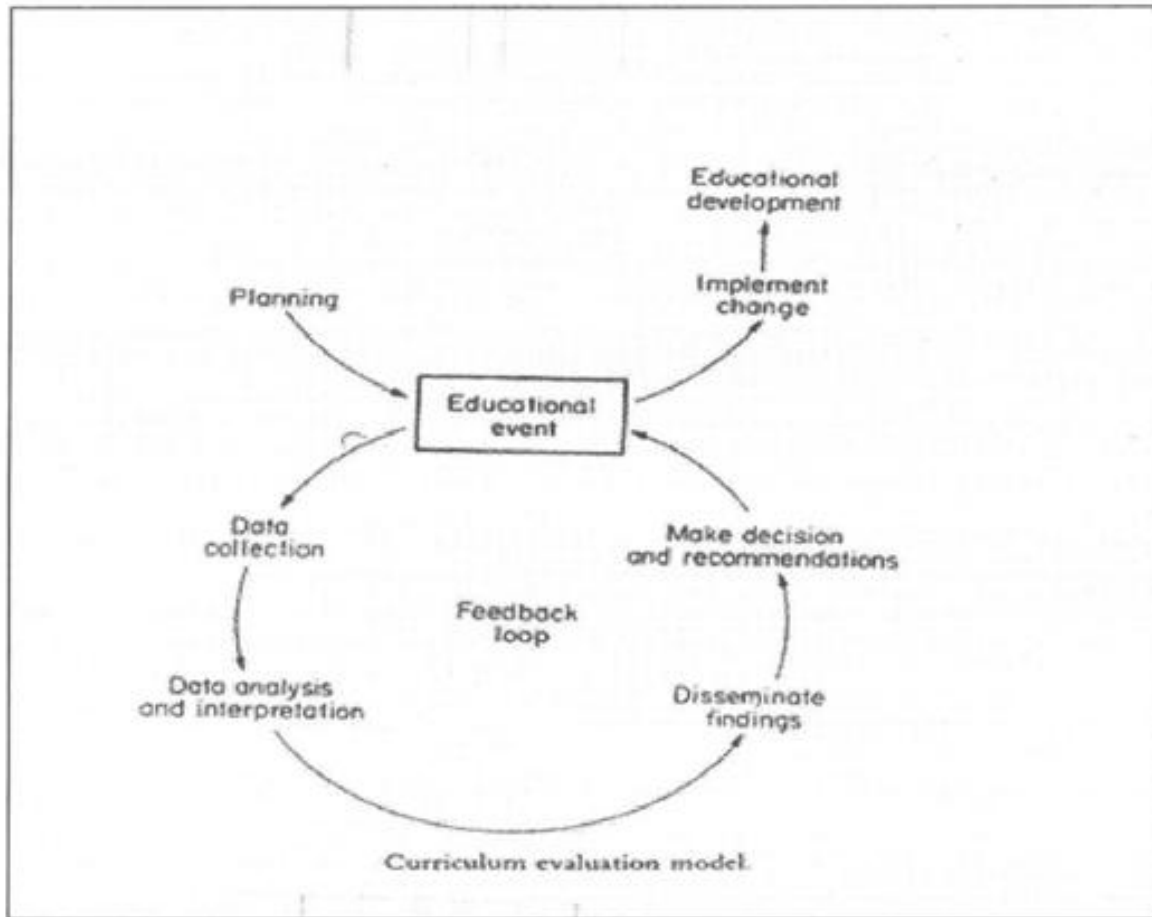 Educational
development
Planning
Implement
change
Educational
event
Data
collection
Make decision
and recommendations
Feedback
loop
Data analysis
and interpretation
Disseminate
findings
Curriculum evaluation model.